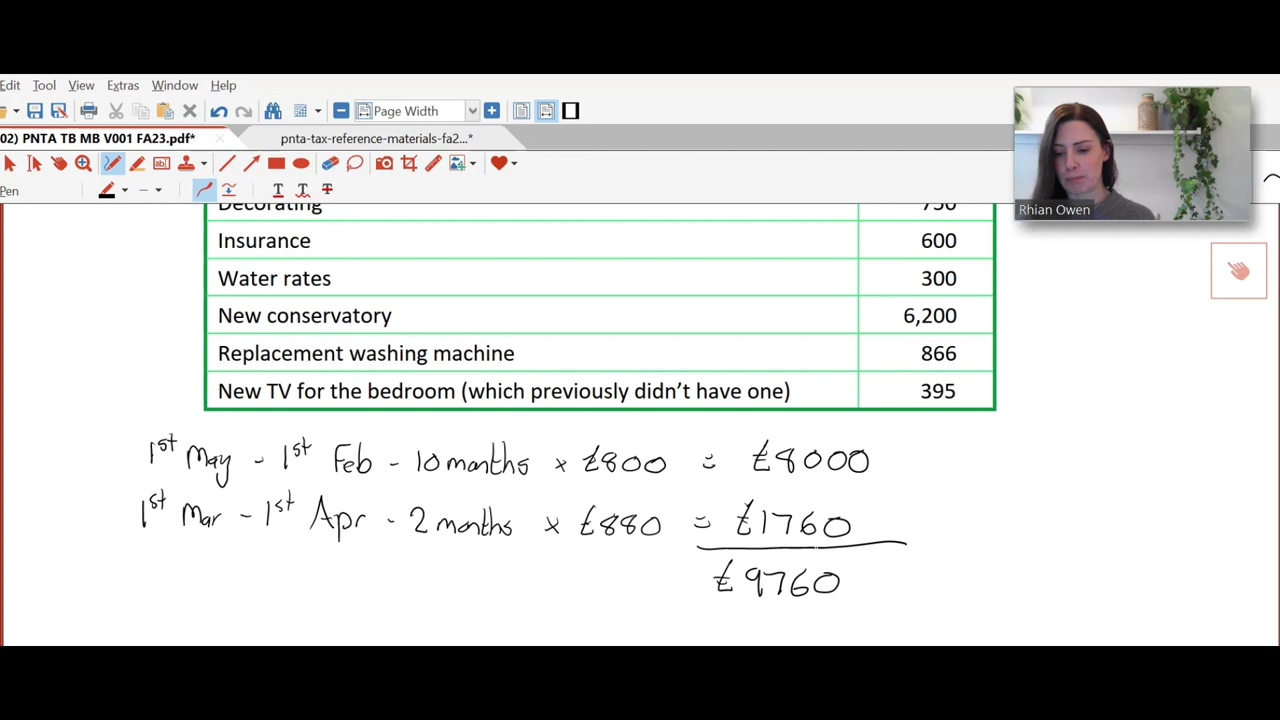 Edit Tool View Extras Window Help
Page Width
02) PNTA TB MB V001 FA23.pdf*
pnta-tax-reference-materials-fa2...*
Pen
T T T
Rhian Owen
Decorating 750
Insurance 600
Water rates 300
New conservatory 6,200
Replacement washing machine 866
New TV for the bedroom (which previously didn't have one) 395
1st May - 1st Feb - 10 months x £800 = £8000
1st Mar - 1st Apr - 2 months x £880 = £1760
£9760